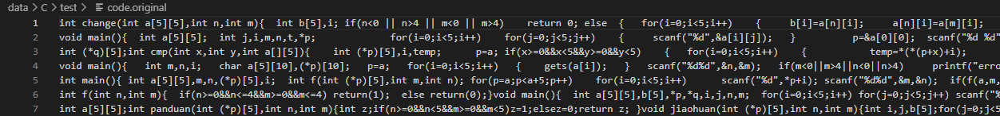 data > C > test > code.original
1 int change(int a[5][5],int n,int m){ int b[5],i; if(n<0 || n>4 || m<0 || m>4) return 0; else { for(i=0;i<5;i++) { b[i]=a[n][i]; a[n][i]=a[m][i];
2 void main(){ int a[5][5]; int j,i,m,n,t,*p; for(i=0;i<5;i++) for(j=0;j<5;j++) { scanf("%d",&a[i][j]); } p=&a[0][0]; scanf("%d %d"
3 int (*q)[5];int cmp(int x,int y,int a[][5]){ int (*p)[5],i,temp; p=a; if(x>=0&&x<5&&y>=0&&y<5) { for(i=0;i<5;i++) { temp=*(*(p+x)+i);
4 void main(){ int m,n,i; char a[5][10],(*p)[10]; p=a; for(i=0;i<5;i++) { gets(a[i]); } scanf("%d%d",&n,&m); if(m<0||m>4||n<0||n>4) printf("erro
5 int main(){ int a[5][5],m,n,(*p)[5],i; int f(int (*p)[5],int m,int n); for(p=a;p<a+5;p++) for(i=0;i<5;i++) scanf("%d",*p+i); scanf("%d%d",&m,&n); if(f(a,m,
6 int f(int n,int m){ if(n>=0&&n<=4&&m>=0&&m<=4) return(1); else return(0);}void main(){ int a[5][5],b[5],*p,*q,i,j,n,m; for(i=0;i<5;i++) for(j=0;j<5;j++) scanf("%
7 int a[5][5];int panduan(int (*p)[5],int n,int m){int z;if(n>=0&&n<5&&m>=0&&m<5)z=1;elsez=0;return z; }void jiaohuan(int (*p)[5],int n,int m){int i,j,b[5];for(j=0;j<5